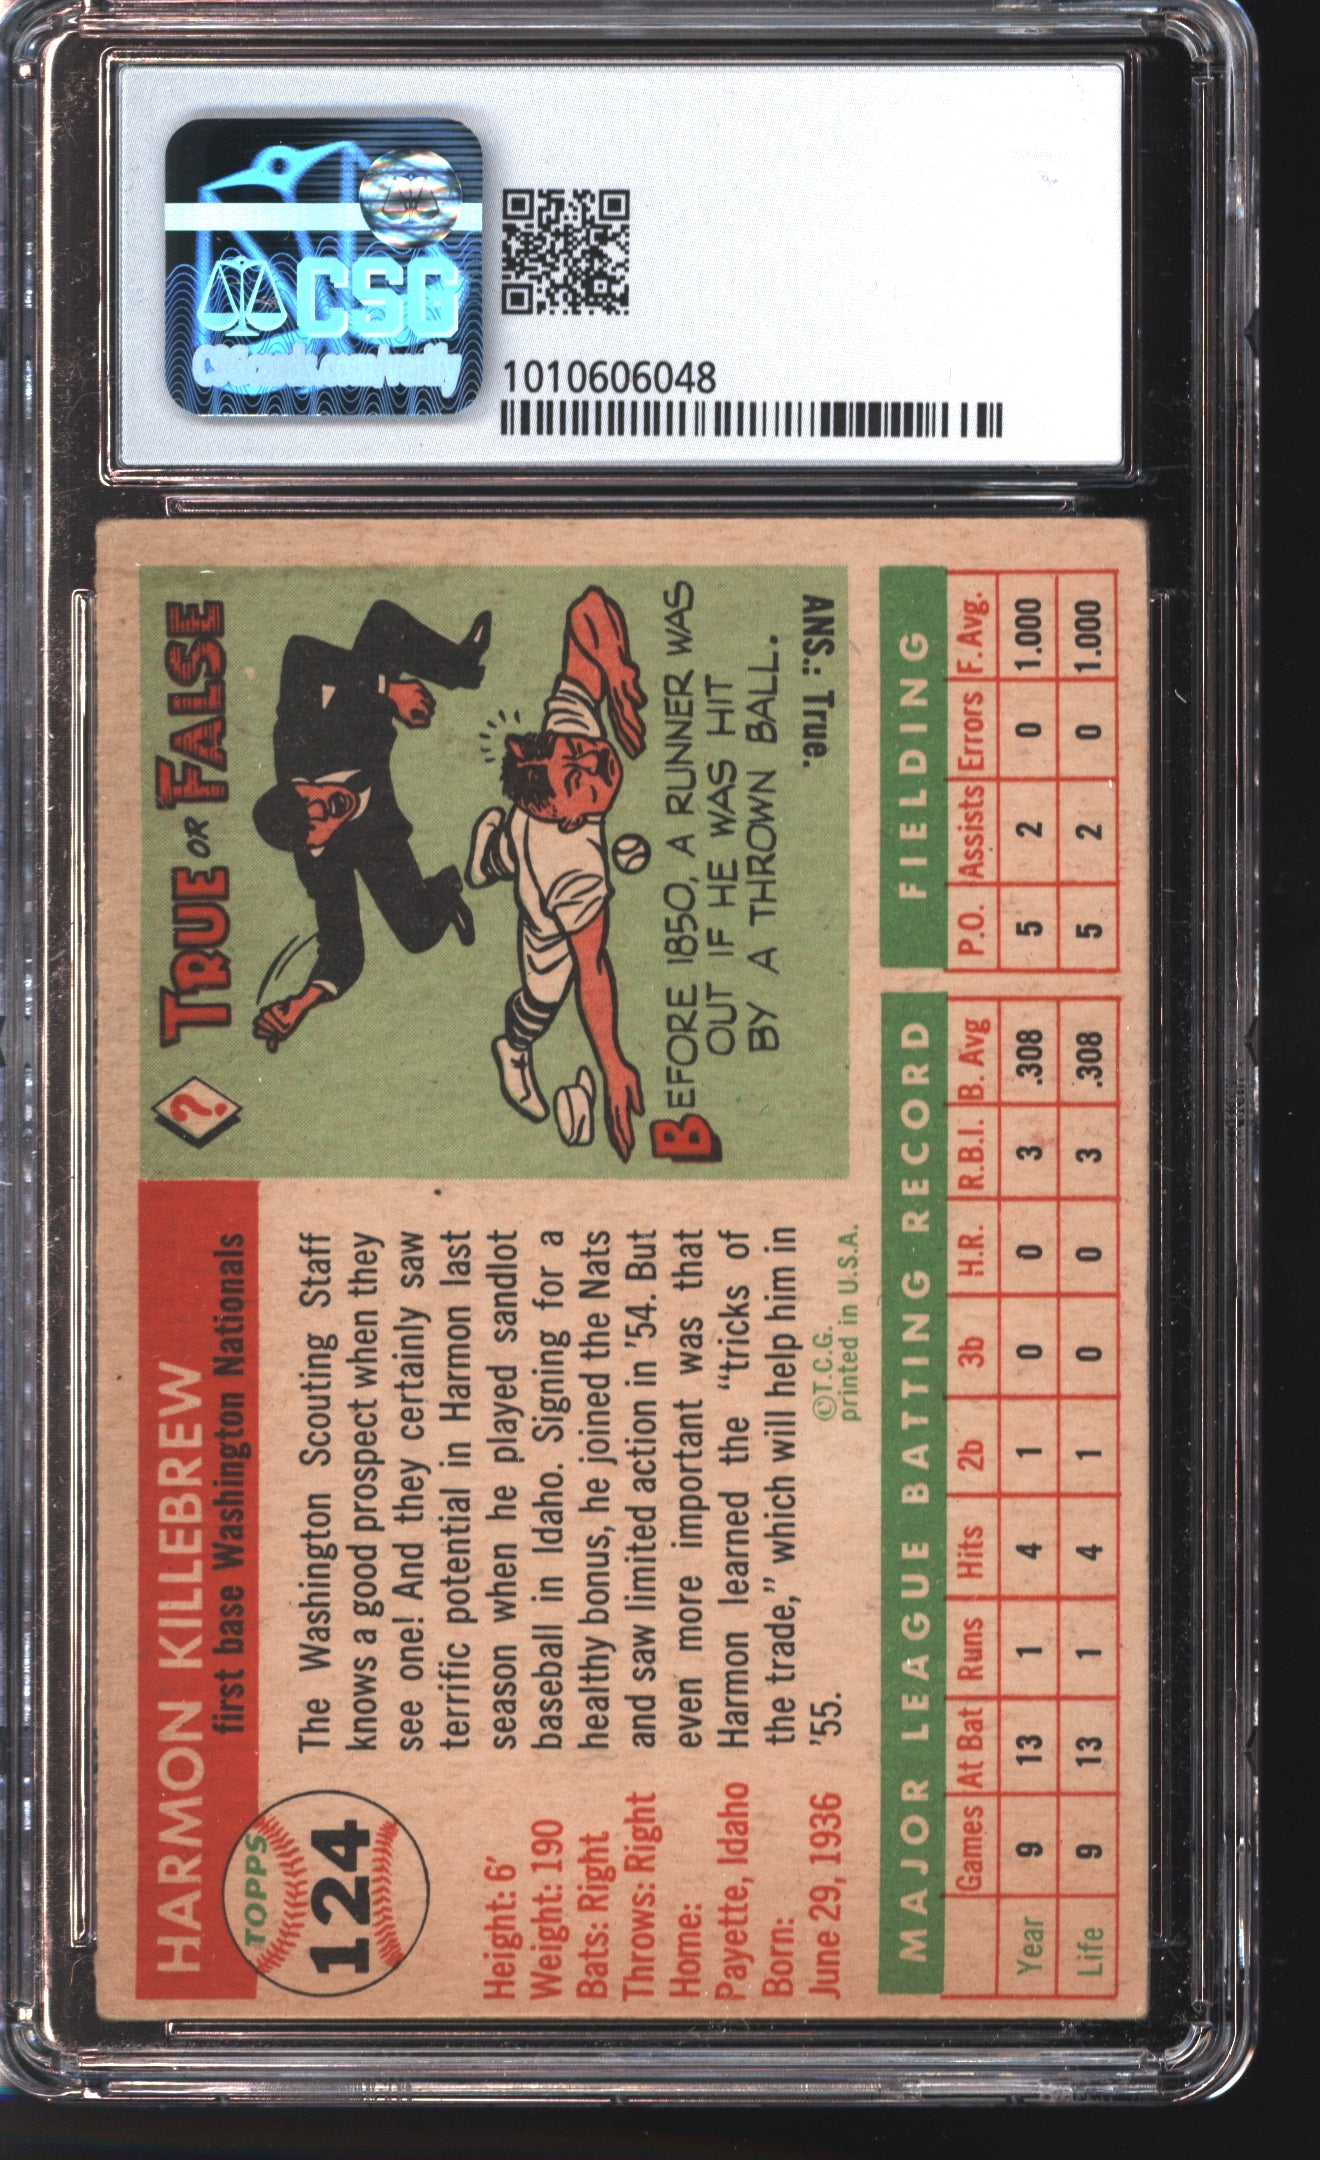 CSG
CSGcards.com/verify
1010606048
HARMON KILLEBREW
first base Washington Nationals
TOPPS
124
Height: 6'
Weight: 190
Bats: Right
Throws: Right
Home:
Payette, Idaho
Born:
June 29, 1936
The Washington Scouting Staff
knows a good prospect when they
see one! And they certainly saw
terrific potential in Harmon last
season when he played sandlot
baseball in Idaho. Signing for a
healthy bonus, he joined the Nats
and saw limited action in '54. But
even more important was that
Harmon learned the "tricks of
the trade," which will help him in
'55.
©T.C.G.
printed in U.S.A.
? TRUE OR FALSE
BEFORE 1850, A RUNNER WAS
OUT IF HE WAS HIT
BY A THROWN BALL.
ANS.: True.
MAJOR LEAGUE BATTING RECORD FIELDING
Games At Bat Runs Hits 2b 3b H.R. R.B.I. B. Avg P.O. Assists Errors F. Avg.
Year 9 13 1 4 1 0 0 3 .308 5 2 0 1.000
Life 9 13 1 4 1 0 0 3 .308 5 2 0 1.000